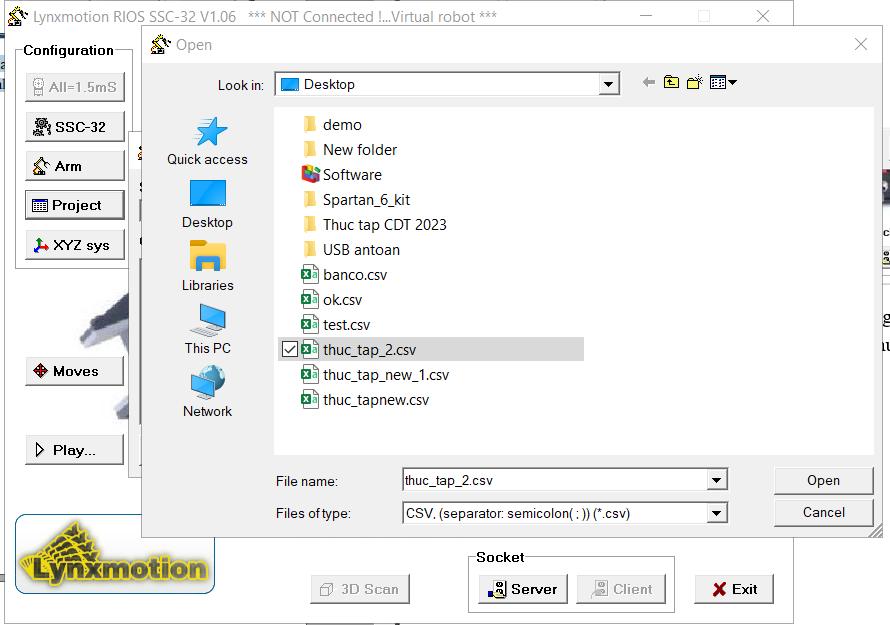 Lynxmotion RIOS SSC-32 V1.06 *** NOT Connected !...Virtual robot ***
Open
Configuration
All=1.5mS
SSC-32
Arm
Project
XYZ sys
Moves
Play...
Look in:
Desktop
Quick access
Desktop
Libraries
This PC
Network
demo
New folder
Software
Spartan_6_kit
Thuc tap CDT 2023
USB antoan
banco.csv
ok.csv
test.csv
thuc_tap_2.csv
thuc_tap_new_1.csv
thuc_tapnew.csv
File name:
thuc_tap_2.csv
Open
Files of type:
CSV, (separator: semicolon( ; )) (*.csv)
Cancel
Lynxmotion
3D Scan
Socket
Server
Client
Exit